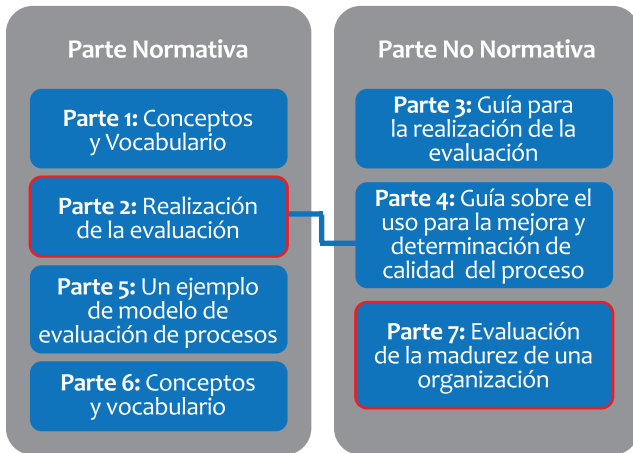 Parte Normativa
Parte 1: Conceptos
y Vocabulario
Parte 2: Realización
de la evaluación
Parte 5: Un ejemplo
de modelo de
evaluación de procesos
Parte 6: Conceptos
y vocabulario
Parte No Normativa
Parte 3: Guía para
la realización de la
evaluación
Parte 4: Guía sobre el
uso para la mejora y
determinación de
calidad del proceso
Parte 7: Evaluación
de la madurez de una
organización